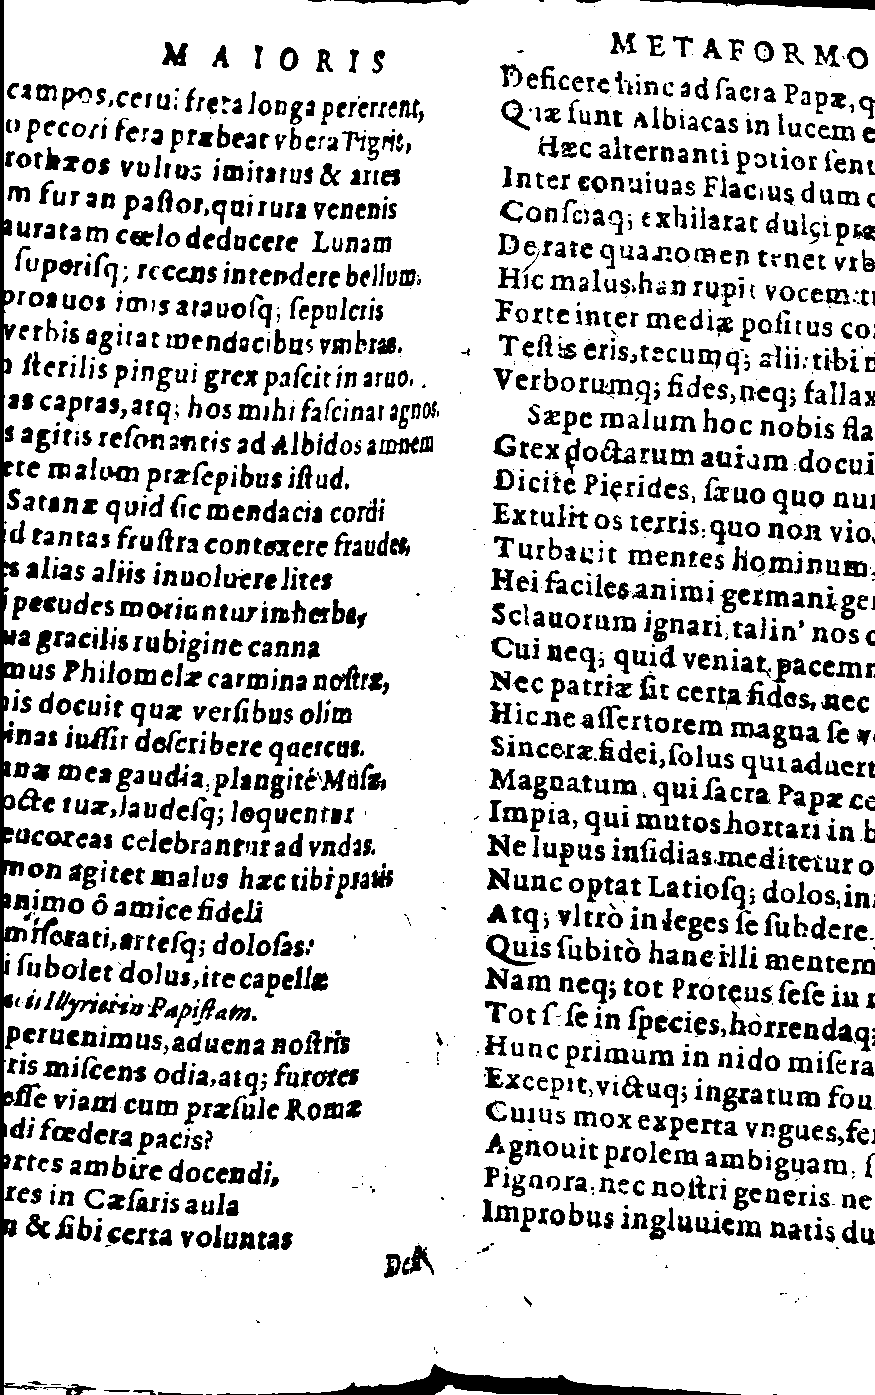 MAIORIS
campos, cerui freta longa pererrent,
o pecori fera præbeat vbera Tigris,
vultus imitatus & artes
m fur an paſtor, qui rura venenis
auratam cœlo deducere Lunam
ſuperiſq; recens intendere bellum.
proauos imis atauoſq; ſepulcris
verbis agitat mendacibus vmbras.
ſterilis pingui grex paſcit in aruo.
as capras, atq; hos mihi faſcinat agnos.
s agitis reſonantis ad Albidos amnem
ere malum præſepibus iſtud.
Satanæ quid ſic mendacia cordi
id tantas fruſtra contexere fraudes,
es alias aliis inuoluere lites
pecudes moriuntur in herba,
ua gracilis rubigine canna
mus Philomelæ carmina noſtræ,
nis docuit quæ verſibus olim
inas iuſſit deſcribere quercus.
anæ mea gaudia, plangite Muſæ,
octe tuæ, laudeſq; loquentur
eucoreas celebrantur ad vndas.
mon agitet malus hæc tibi pratis
animo ô amice fideli
miſerati, arteſq; doloſas:
i ſubolet dolus, ite capellæ
Illyricum Papiſtam.
peruenimus, aduena noſtris
ris miſcens odia, atq; furores
eſſe viam cum præſule Romæ
di fœdera pacis?
artes ambire docendi,
res in Cæſaris aula
n & ſibi certa voluntas
METAFORMO
Deficere hinc ad ſacra Papæ, q
Quæ ſunt Albiacas in lucem e
Hæc alternanti potior ſent
Inter conuiuas Flacius dum c
Conſciaq; exhilarat dulci præ
De rate qua nomen tenet vrb
Hic malus, han rupit vocem: t
Forte inter mediæ poſitus co
Teſtis eris, tecumq; alii: tibi n
Verborumq; fides, neq; fallax
Sæpe malum hoc nobis fla
Grex doctarum auium docui
Dicite Pierides, ſæuo quo nu
Extulit os terris, quo non vio
Turbauit mentes hominum,
Hei faciles animi germani ge
Sclauorum ignari, talin' nos c
Cui neq; quid veniat, pacem
Nec patriæ ſit certa fides, nec
Hicne aſſertorem magna ſe v
Sinceræ fidei, ſolus qui aduert
Magnatum, qui ſacra Papæ ce
Impia, qui mutos hortari in b
Ne lupus inſidias meditetur o
Nunc optat Latioſq; dolos, in
Atq; vltrò in leges ſe ſubdere.
Quis ſubitò hanc illi mentem
Nam neq; tot Proteus ſeſe in
Tot ſeſe in ſpecies, horrendaq;
Hunc primum in nido miſera
Excepit, victuq; ingratum fou
Cuius mox experta vngues, fe
Agnouit prolem ambiguam, ſ
Pignora, nec noſtri generis ne
Improbus ingluuiem natis du